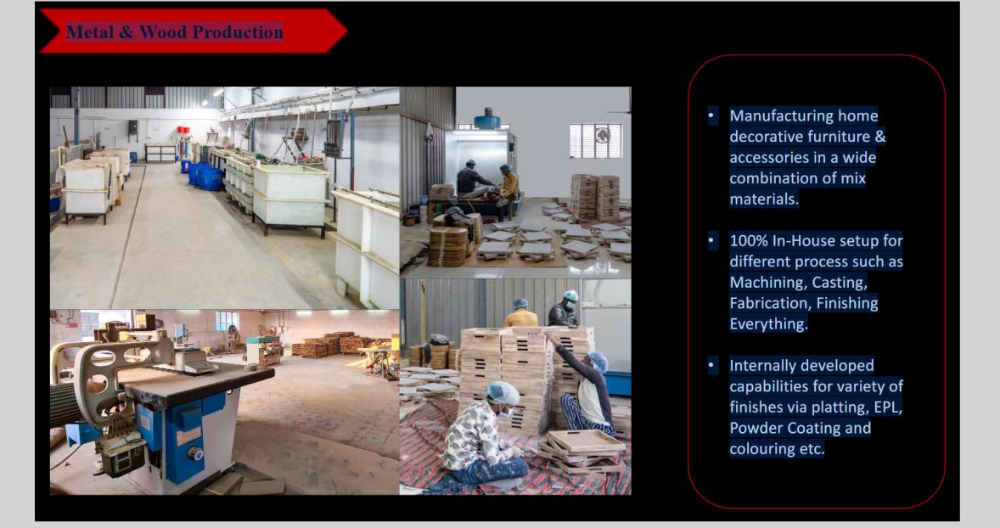 Metal & Wood Production
• Manufacturing home
decorative furniture &
accessories in a wide
combination of mix
materials.
• 100% In-House setup for
different process such as
Machining, Casting,
Fabrication, Finishing
Everything.
• Internally developed
capabilities for variety of
finishes via platting, EPL,
Powder Coating and
colouring etc.